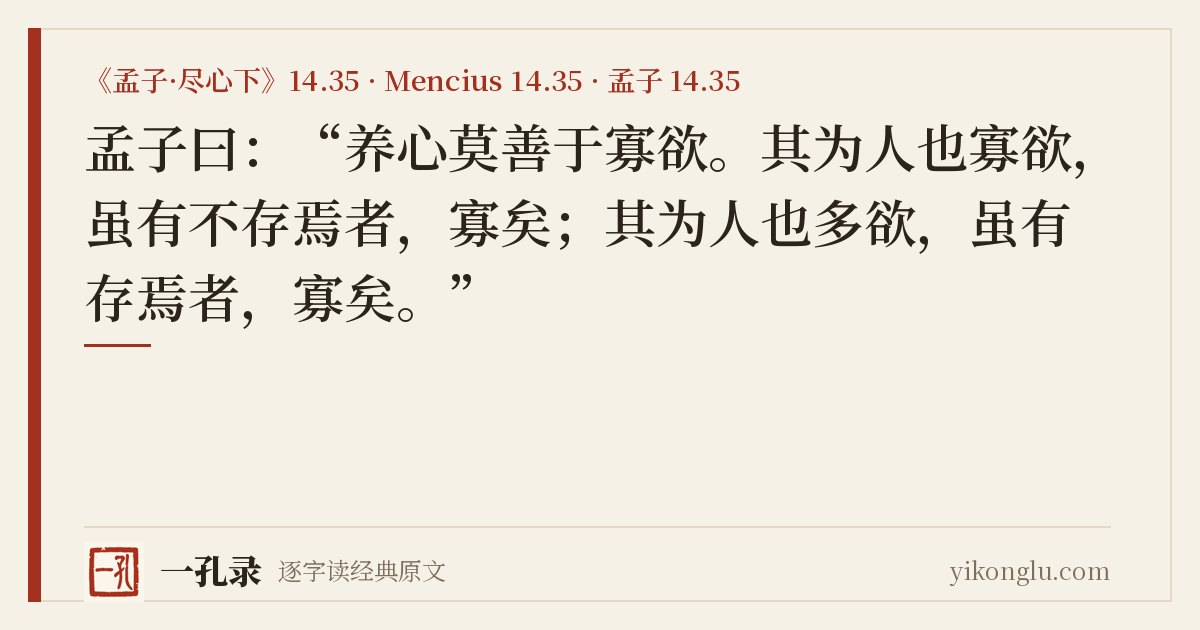 《孟子·尽心下》14.35 · Mencius 14.35 · 孟子 14.35
孟子曰：“养心莫善于寡欲。其为人也寡欲，
虽有不存焉者，寡矣；其为人也多欲，虽有
存焉者，寡矣。”
一孔
一孔录 逐字读经典原文 yikonglu.com